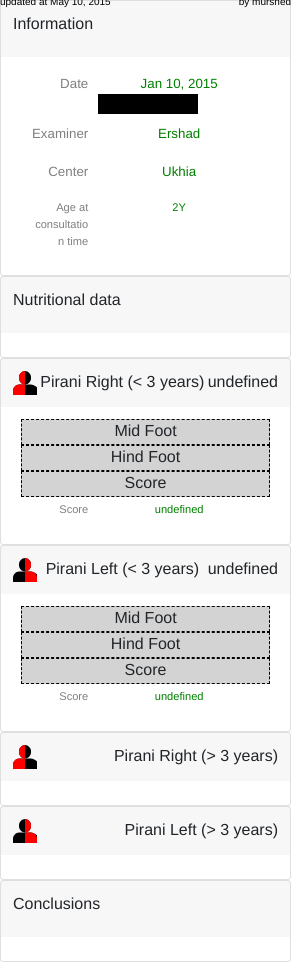 updated at May 10, 2015 by murshed
Information
Date Jan 10, 2015
Examiner Ershad
Center Ukhia
Age at 2Y
consultatio
n time
Nutritional data
Pirani Right (< 3 years) undefined
Mid Foot
Hind Foot
Score
Score undefined
Pirani Left (< 3 years) undefined
Mid Foot
Hind Foot
Score
Score undefined
Pirani Right (> 3 years)
Pirani Left (> 3 years)
Conclusions